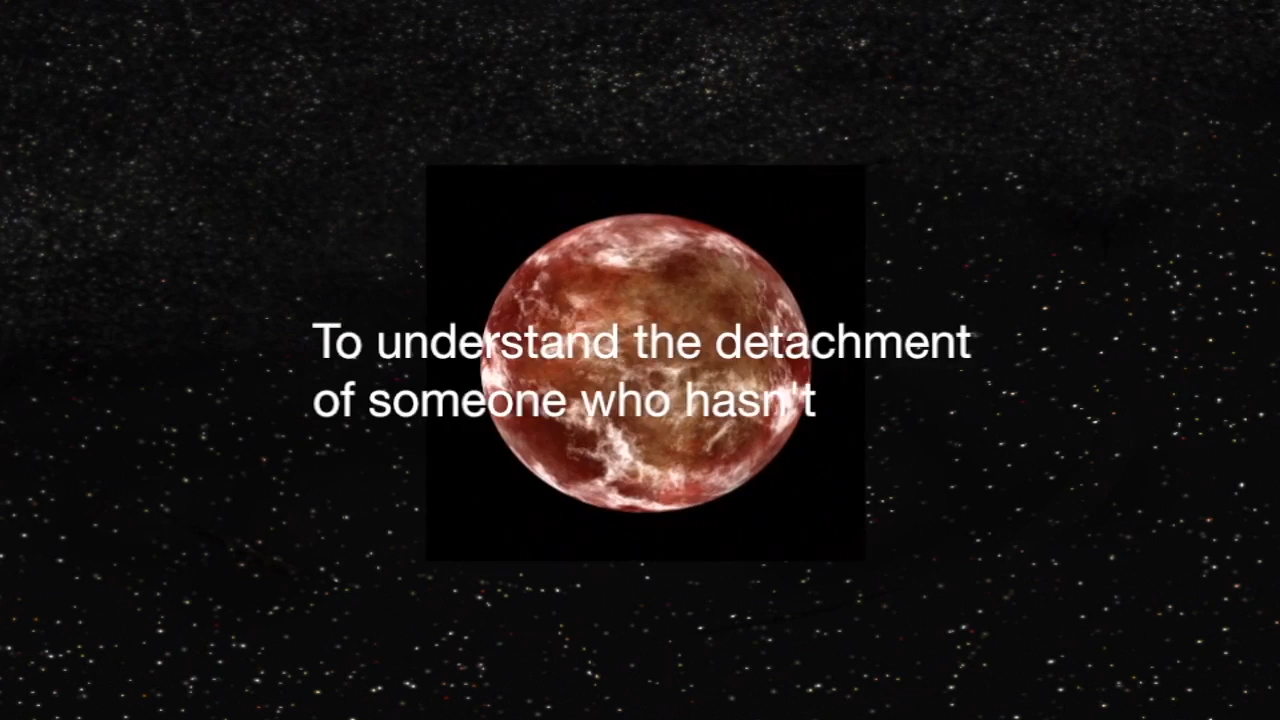 To understand the detachment
of someone who hasn't